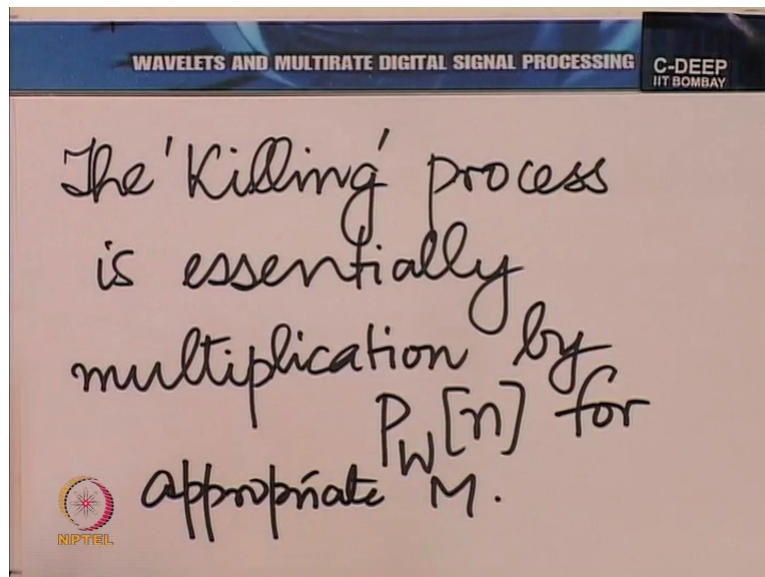 WAVELETS AND MULTIRATE DIGITAL SIGNAL PROCESSING
C-DEEP
IIT BOMBAY
The 'Killing' process
is essentially
multiplication by
P_W[n] for
appropriate M.
NPTEL